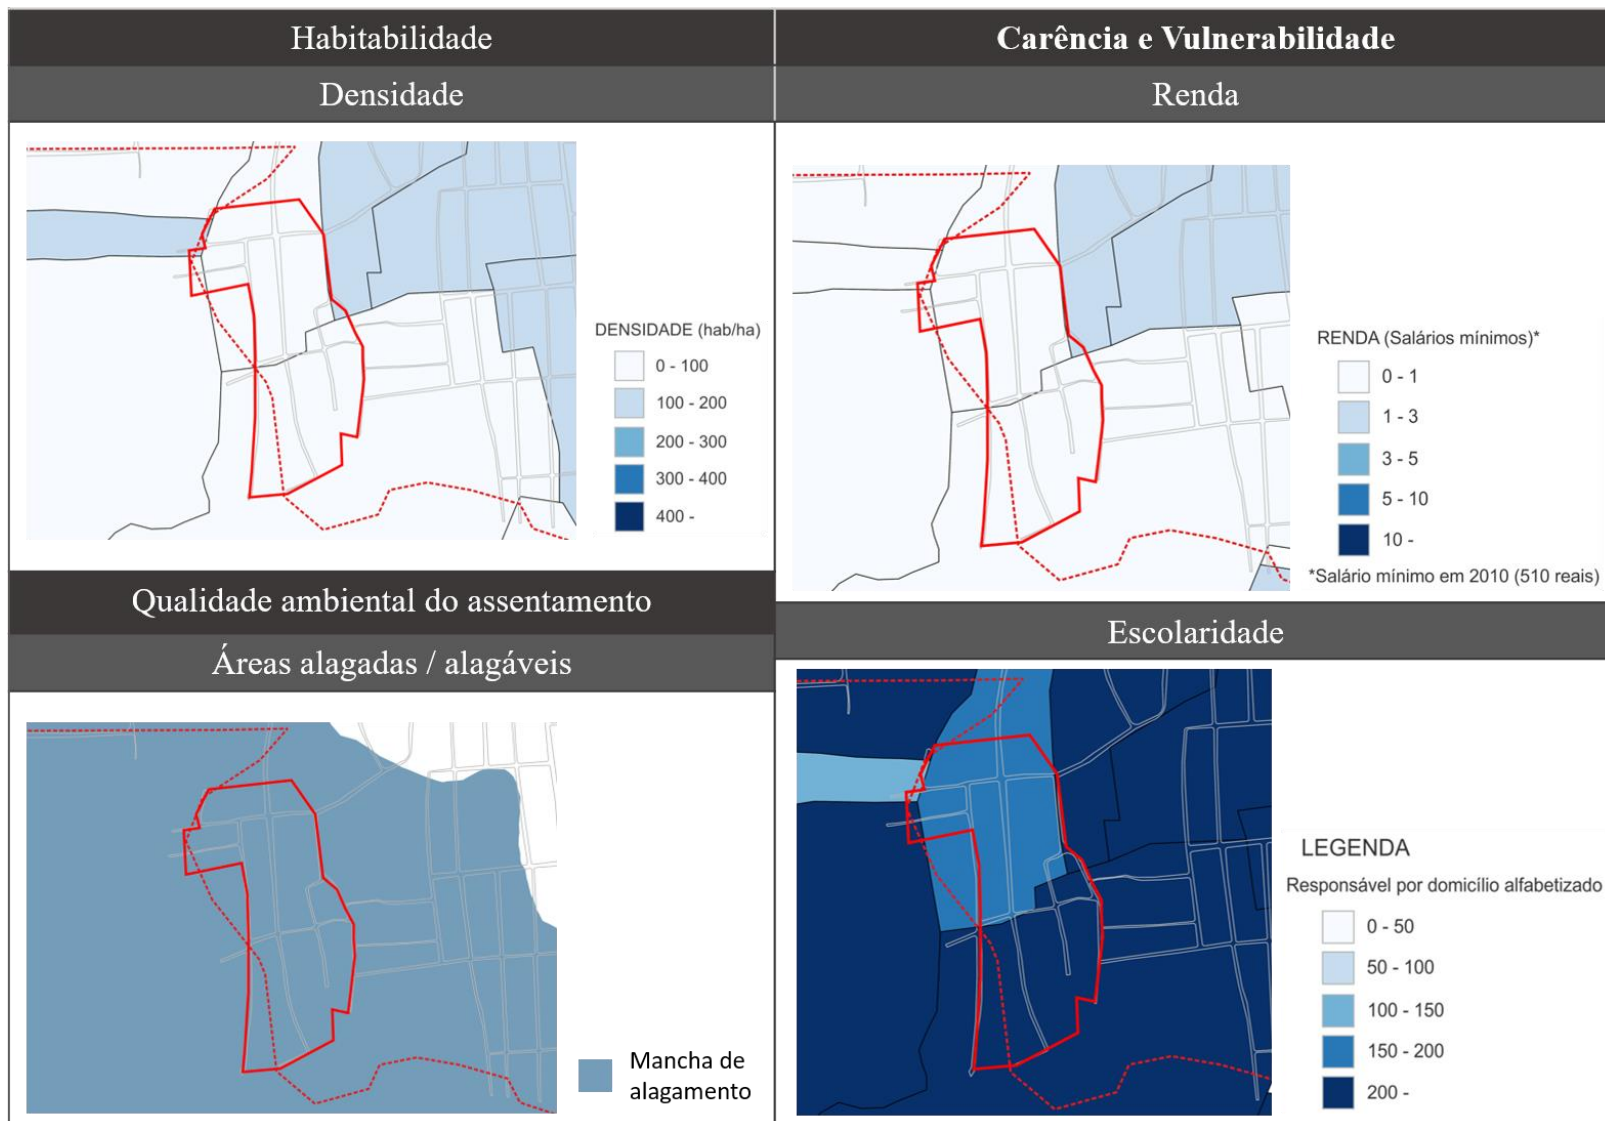 Habitabilidade
Densidade
DENSIDADE (hab/ha)
0 - 100
100 - 200
200 - 300
300 - 400
400 -
Carência e Vulnerabilidade
Renda
RENDA (Salários mínimos)*
0 - 1
1 - 3
3 - 5
5 - 10
10 -
*Salário mínimo em 2010 (510 reais)
Qualidade ambiental do assentamento
Áreas alagadas / alagáveis
Mancha de
alagamento
Escolaridade
LEGENDA
Responsável por domicílio alfabetizado
0 - 50
50 - 100
100 - 150
150 - 200
200 -